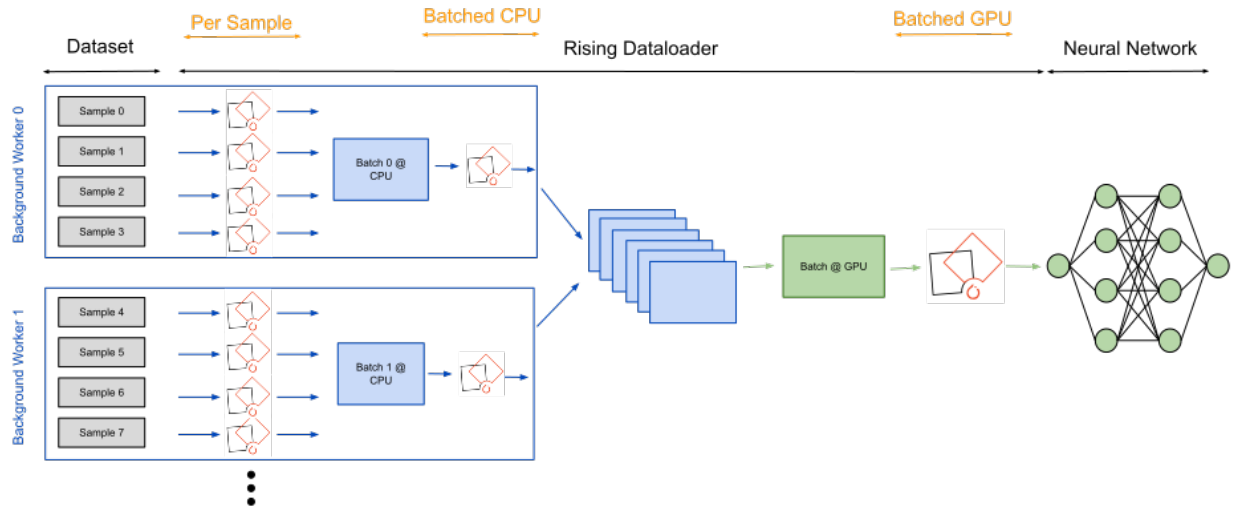 Per Sample
Batched CPU
Batched GPU
Dataset
Rising Dataloader
Neural Network
Background Worker 0
Sample 0
Sample 1
Sample 2
Sample 3
Batch 0 @
CPU
Batch @ GPU
Background Worker 1
Sample 4
Sample 5
Sample 6
Sample 7
Batch 1 @
CPU